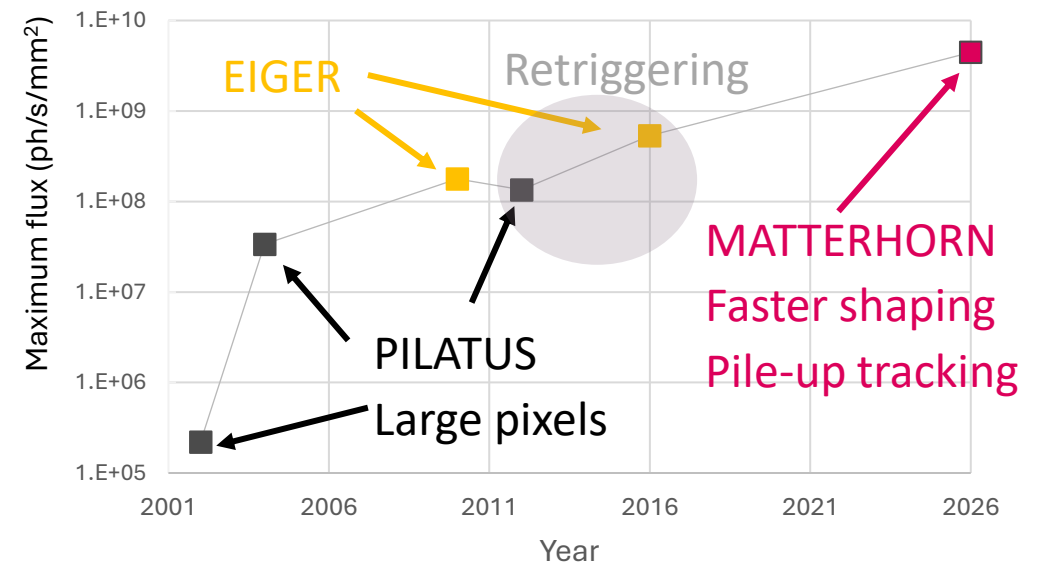 Maximum flux (ph/s/mm²)
1.E+10
1.E+09
1.E+08
1.E+07
1.E+06
1.E+05
EIGER
Retriggering
MATTERHORN
Faster shaping
Pile-up tracking
PILATUS
Large pixels
2001
2006
2011
2016
2021
2026
Year